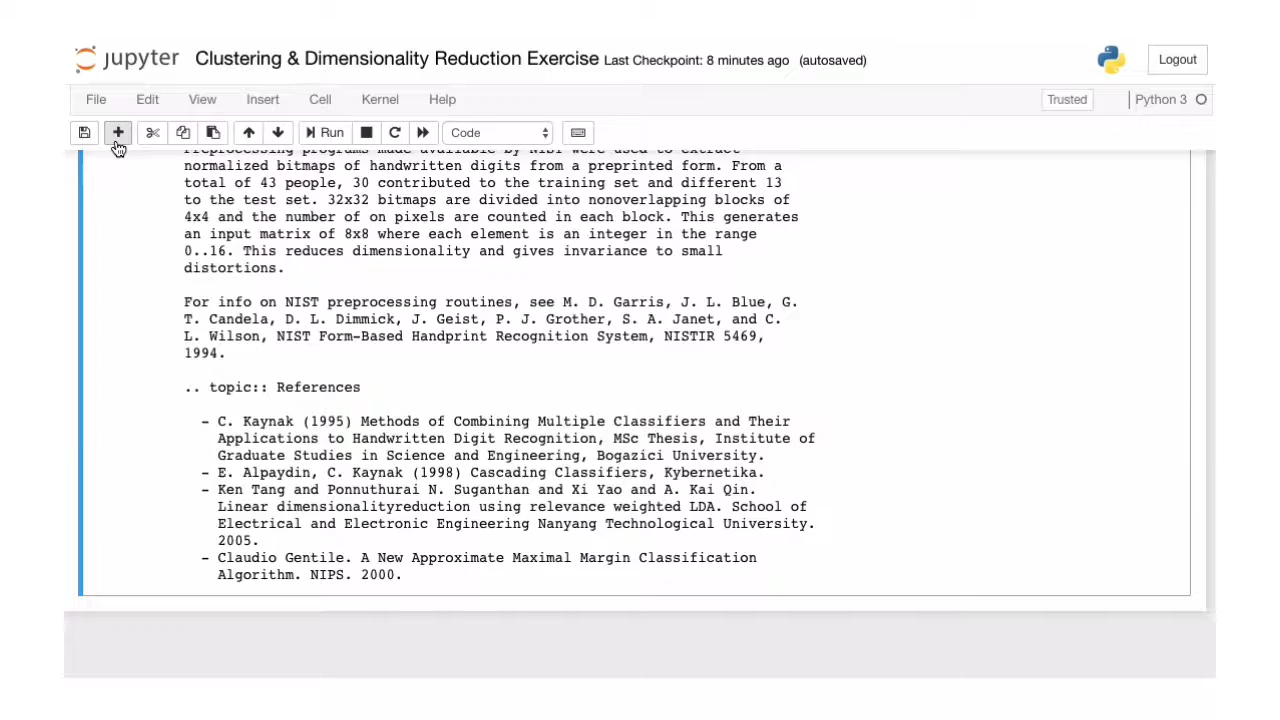 jupyter Clustering & Dimensionality Reduction Exercise Last Checkpoint: 8 minutes ago (autosaved) Logout
File Edit View Insert Cell Kernel Help Trusted Python 3
Run Code
Preprocessing programs made available by NIST were used to extract
normalized bitmaps of handwritten digits from a preprinted form. From a
total of 43 people, 30 contributed to the training set and different 13
to the test set. 32x32 bitmaps are divided into nonoverlapping blocks of
4x4 and the number of on pixels are counted in each block. This generates
an input matrix of 8x8 where each element is an integer in the range
0..16. This reduces dimensionality and gives invariance to small
distortions.
For info on NIST preprocessing routines, see M. D. Garris, J. L. Blue, G.
T. Candela, D. L. Dimmick, J. Geist, P. J. Grother, S. A. Janet, and C.
L. Wilson, NIST Form-Based Handprint Recognition System, NISTIR 5469,
1994.
.. topic:: References
- C. Kaynak (1995) Methods of Combining Multiple Classifiers and Their
Applications to Handwritten Digit Recognition, MSc Thesis, Institute of
Graduate Studies in Science and Engineering, Bogazici University.
- E. Alpaydin, C. Kaynak (1998) Cascading Classifiers, Kybernetika.
- Ken Tang and Ponnuthurai N. Suganthan and Xi Yao and A. Kai Qin.
Linear dimensionalityreduction using relevance weighted LDA. School of
Electrical and Electronic Engineering Nanyang Technological University.
2005.
- Claudio Gentile. A New Approximate Maximal Margin Classification
Algorithm. NIPS. 2000.